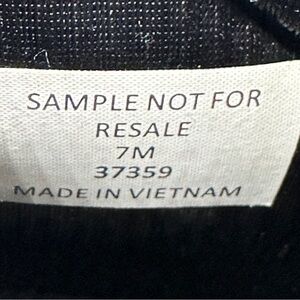 SAMPLE NOT FOR
RESALE
7M
37359
MADE IN VIETNAM